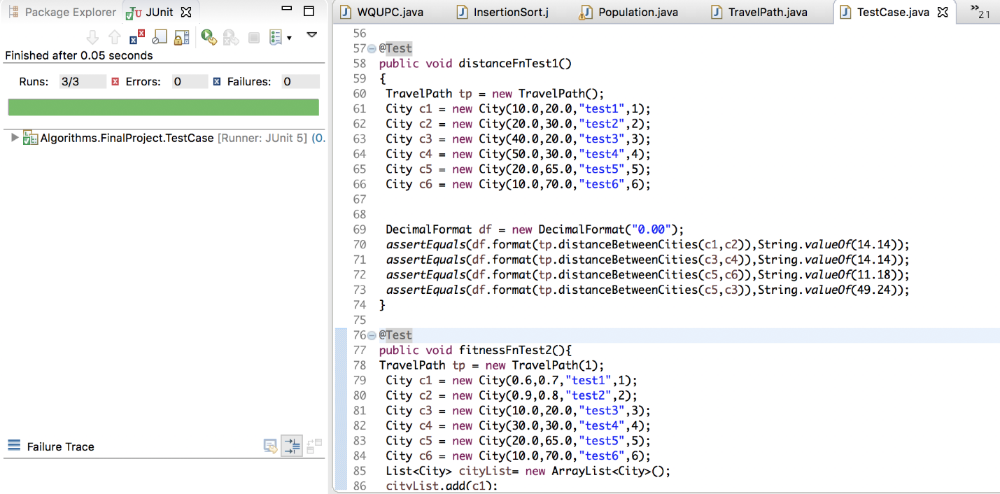 Package Explorer JUnit
Finished after 0.05 seconds
Runs: 3/3 Errors: 0 Failures: 0
Algorithms.FinalProject.TestCase [Runner: JUnit 5] (0.
Failure Trace
WQUPC.java InsertionSort.j Population.java TravelPath.java TestCase.java »21
56
57 @Test
58 public void distanceFnTest1()
59 {
60 TravelPath tp = new TravelPath();
61 City c1 = new City(10.0,20.0,"test1",1);
62 City c2 = new City(20.0,30.0,"test2",2);
63 City c3 = new City(40.0,20.0,"test3",3);
64 City c4 = new City(50.0,30.0,"test4",4);
65 City c5 = new City(20.0,65.0,"test5",5);
66 City c6 = new City(10.0,70.0,"test6",6);
67
68
69 DecimalFormat df = new DecimalFormat("0.00");
70 assertEquals(df.format(tp.distanceBetweenCities(c1,c2)),String.valueOf(14.14));
71 assertEquals(df.format(tp.distanceBetweenCities(c3,c4)),String.valueOf(14.14));
72 assertEquals(df.format(tp.distanceBetweenCities(c5,c6)),String.valueOf(11.18));
73 assertEquals(df.format(tp.distanceBetweenCities(c5,c3)),String.valueOf(49.24));
74 }
75
76 @Test
77 public void fitnessFnTest2(){
78 TravelPath tp = new TravelPath(1);
79 City c1 = new City(0.6,0.7,"test1",1);
80 City c2 = new City(0.9,0.8,"test2",2);
81 City c3 = new City(10.0,20.0,"test3",3);
82 City c4 = new City(30.0,30.0,"test4",4);
83 City c5 = new City(20.0,65.0,"test5",5);
84 City c6 = new City(10.0,70.0,"test6",6);
85 List<City> cityList= new ArrayList<City>();
86 cityList.add(c1);